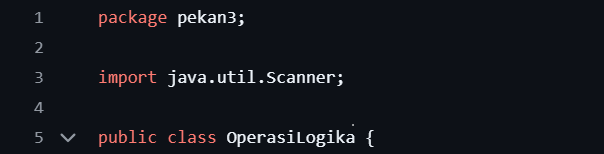 1 package pekan3;
2
3 import java.util.Scanner;
4
5 public class OperasiLogika {